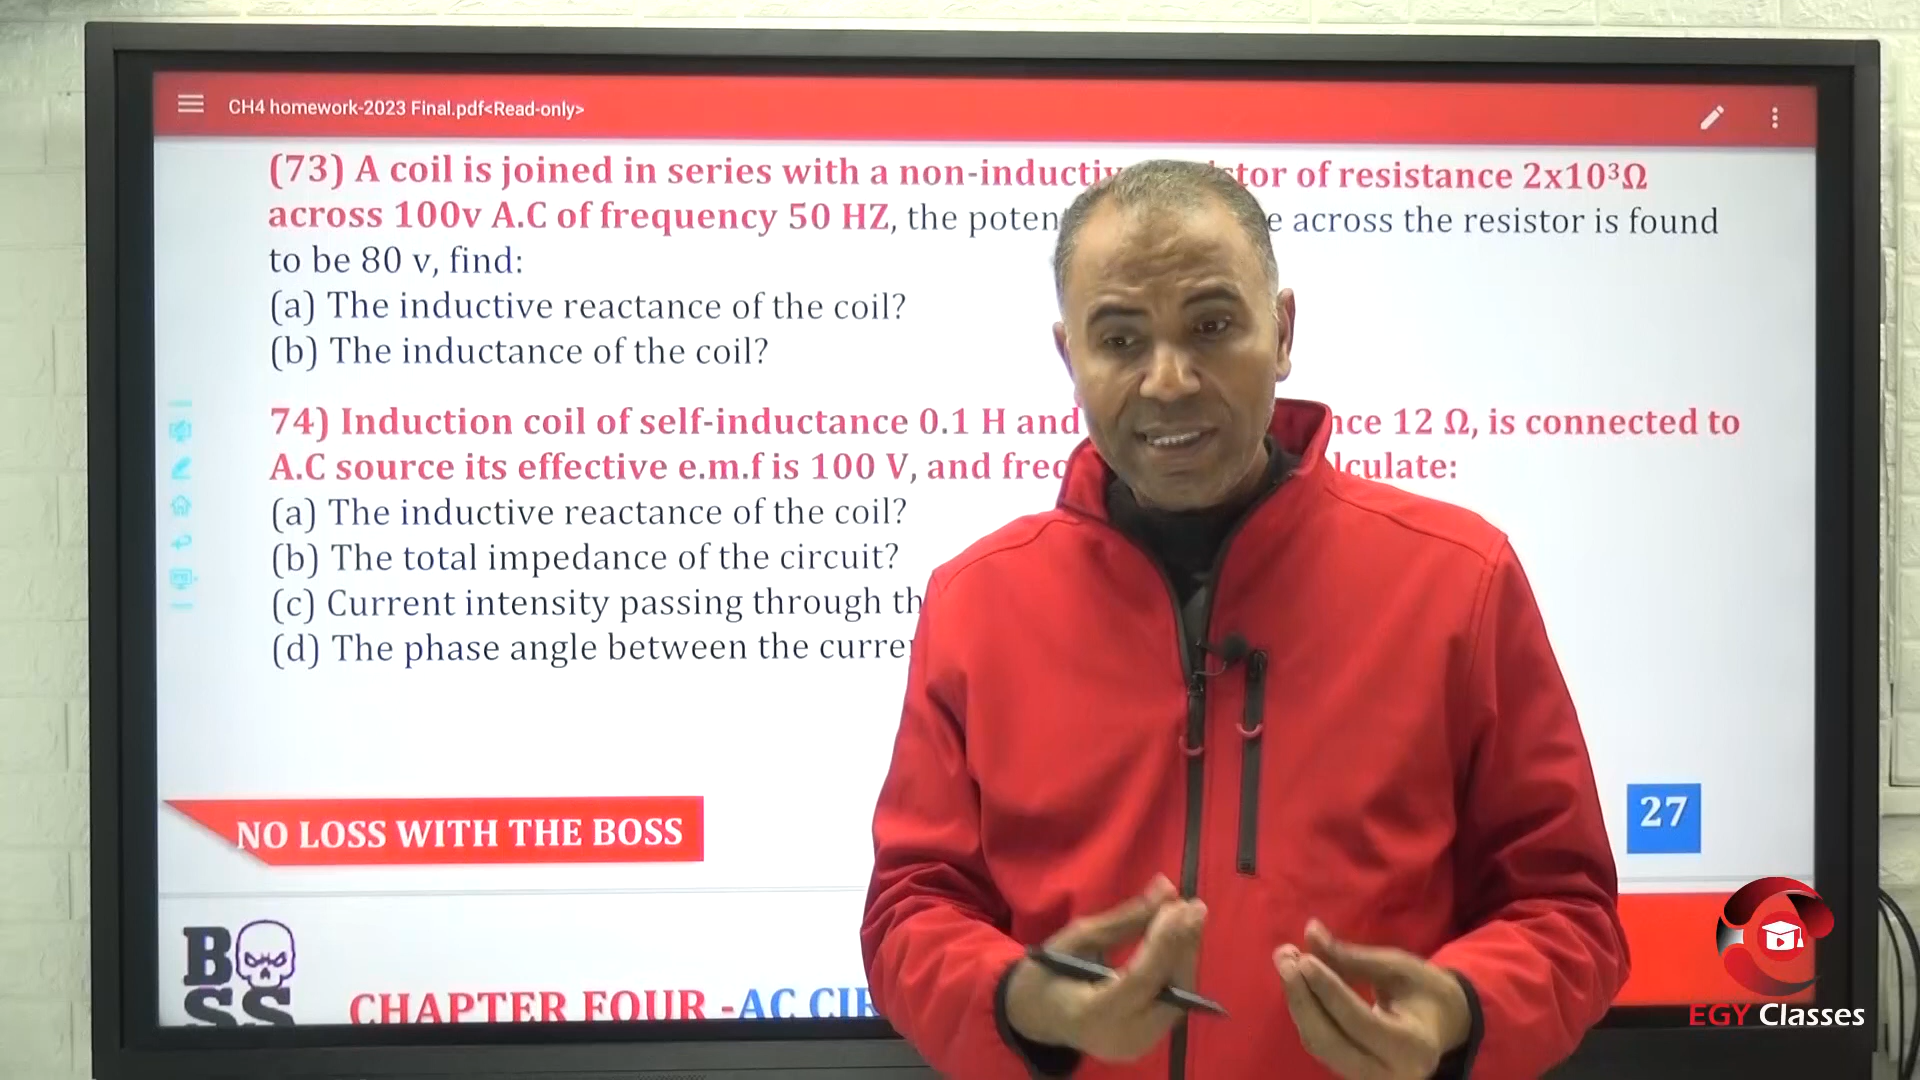 CH4 homework-2023 Final.pdf<Read-only>
(73) A coil is joined in series with a non-inductiv tor of resistance 2x10³Ω
across 100v A.C of frequency 50 HZ, the poten e across the resistor is found
to be 80 v, find:
(a) The inductive reactance of the coil?
(b) The inductance of the coil?
74) Induction coil of self-inductance 0.1 H and nce 12 Ω, is connected to
A.C source its effective e.m.f is 100 V, and frec lculate:
(a) The inductive reactance of the coil?
(b) The total impedance of the circuit?
(c) Current intensity passing through th
(d) The phase angle between the curre
NO LOSS WITH THE BOSS
27
BOSS
CHAPTER FOUR -AC CIR
EGY Classes